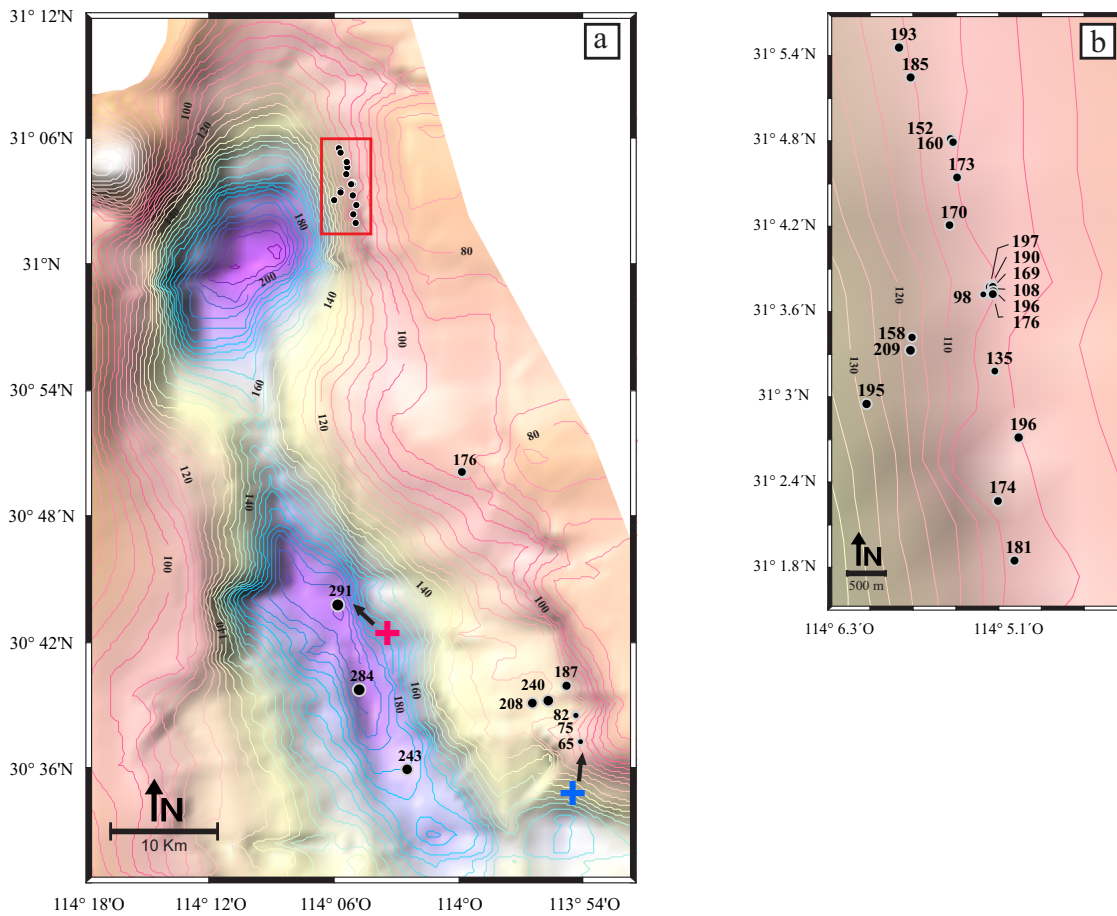 31° 12'N
31° 06'N
31° N
30° 54'N
30° 48'N
30° 42'N
30° 36'N
114° 18'O
114° 12'O
114° 06'O
114° O
113° 54'O
a
100
120
180
200
140
80
100
160
120
80
120
176
140
100
140
100
291
140
284
160
180
187
240
208
82
75
65
243
N
10 Km
b
31° 5.4'N
31° 4.8'N
31° 4.2'N
31° 3.6'N
31° 3'N
31° 2.4'N
31° 1.8'N
114° 6.3'O
114° 5.1'O
193
185
152
160
173
170
197
190
169
108
196
176
98
120
110
158
209
130
135
195
196
174
181
N
500 m